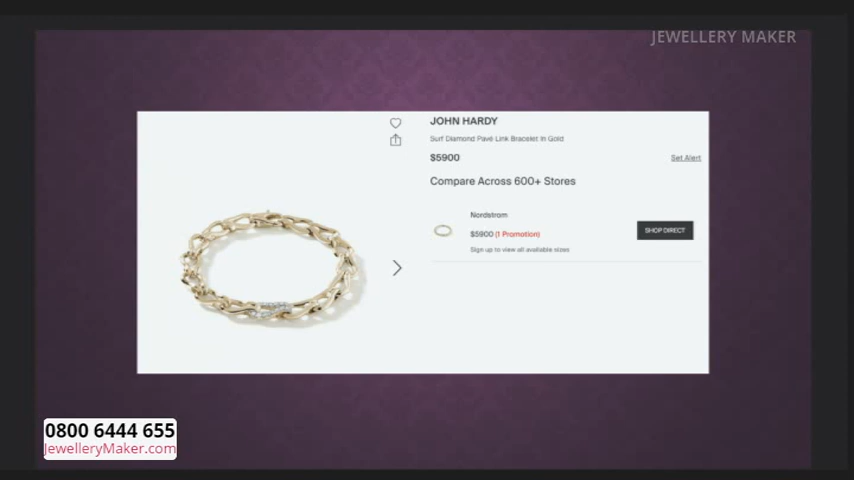 JEWELLERY MAKER
JOHN HARDY
Surf Diamond Pavé Link Bracelet in Gold
$5900
Set Alert
Compare Across 600+ Stores
Nordstrom
$5900 (1 Promotion)
SHOP DIRECT
Sign up to view all available sizes
0800 6444 655
JewelleryMaker.com